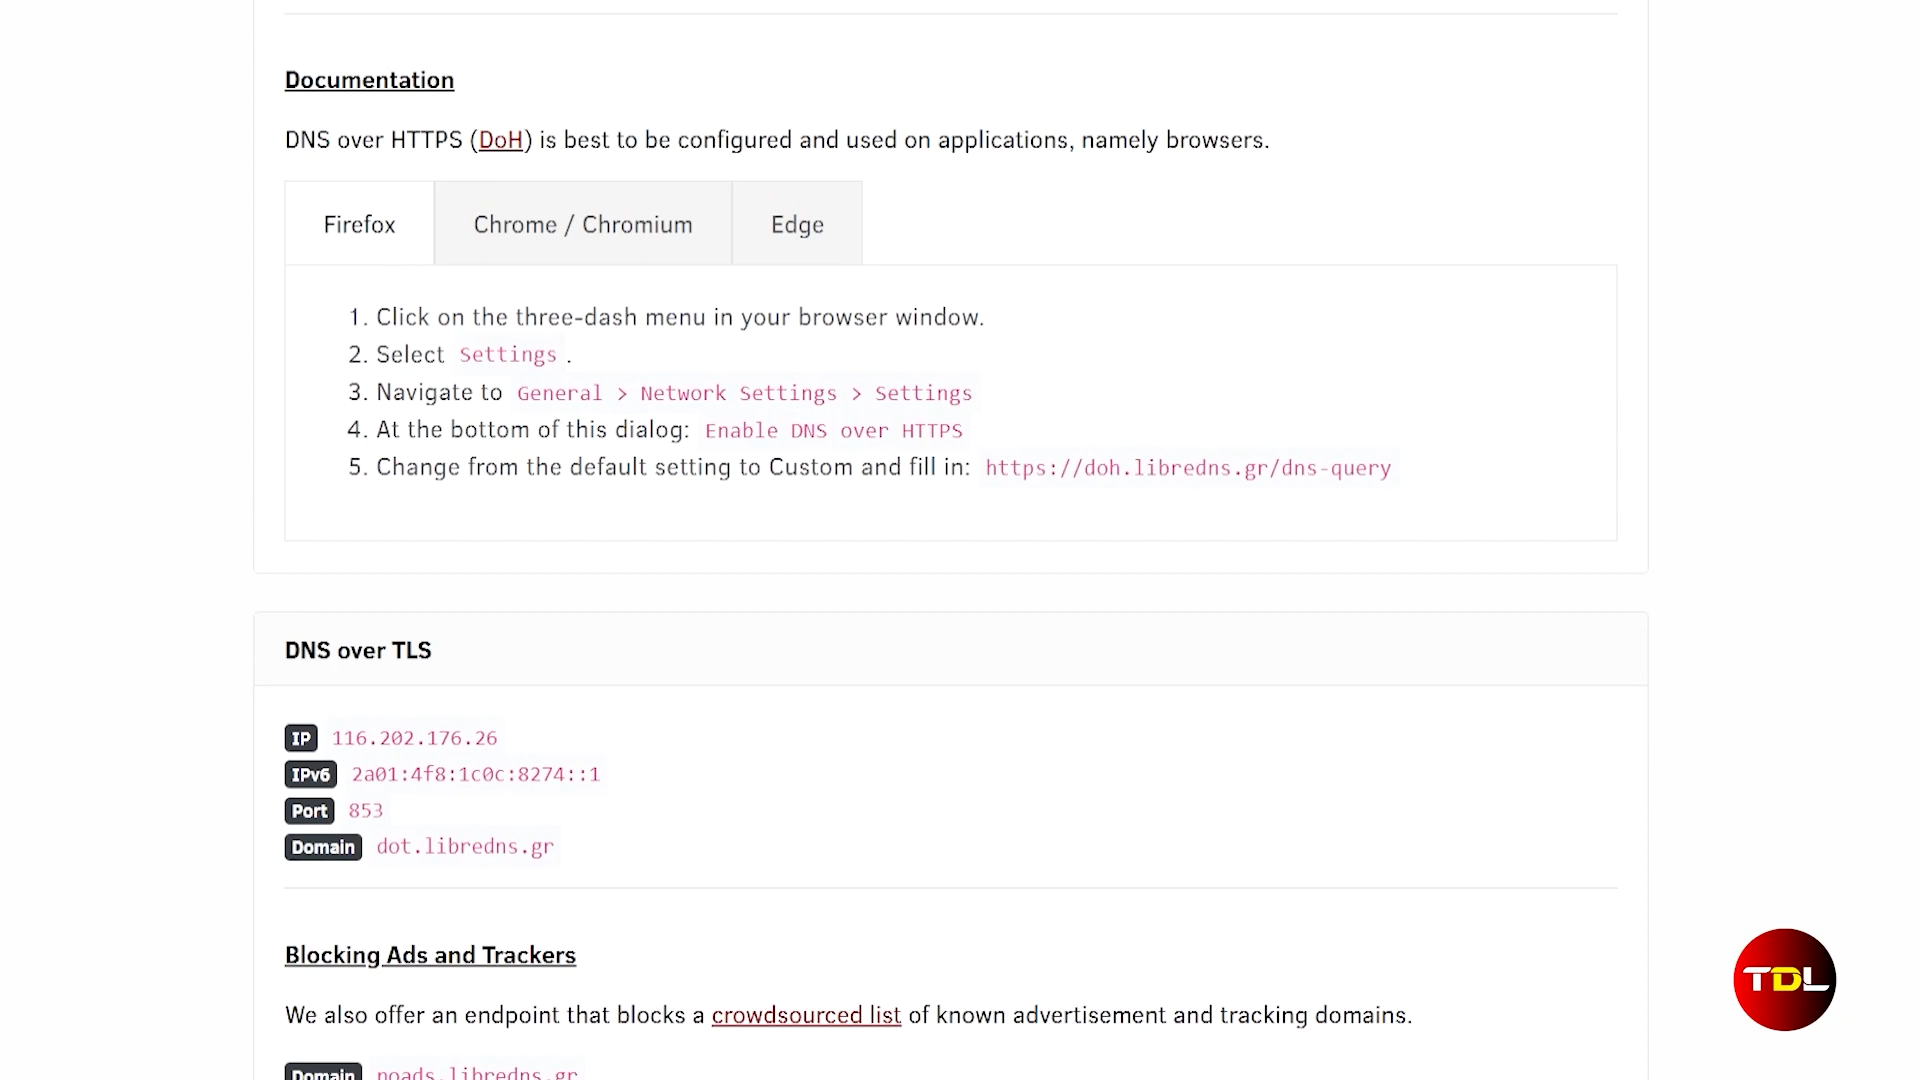 Documentation
DNS over HTTPS (DoH) is best to be configured and used on applications, namely browsers.
Firefox
Chrome / Chromium
Edge
1. Click on the three-dash menu in your browser window.
2. Select Settings .
3. Navigate to General > Network Settings > Settings
4. At the bottom of this dialog: Enable DNS over HTTPS
5. Change from the default setting to Custom and fill in: https://doh.libredns.gr/dns-query
DNS over TLS
IP 116.202.176.26
IPv6 2a01:4f8:1c0c:8274::1
Port 853
Domain dot.libredns.gr
Blocking Ads and Trackers
We also offer an endpoint that blocks a crowdsourced list of known advertisement and tracking domains.
Domain noads.libredns.gr
TDL